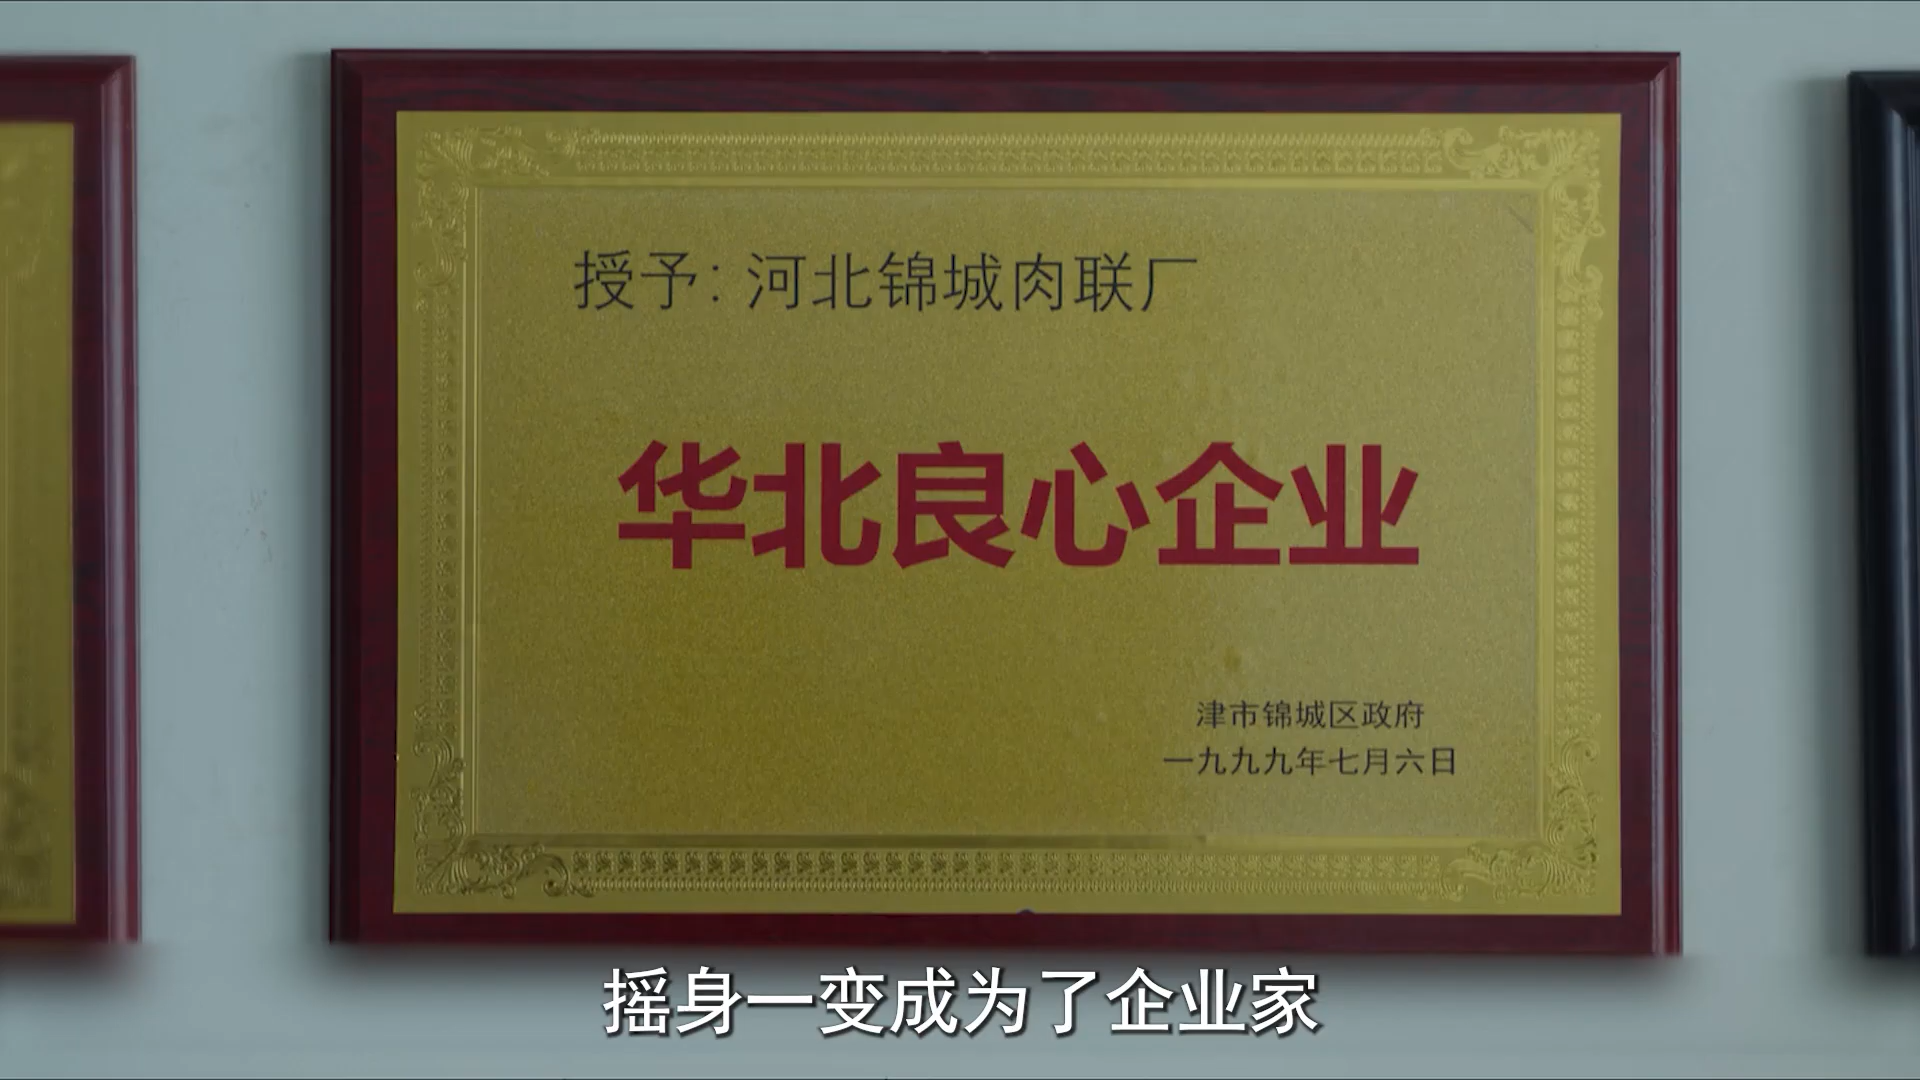 授予：河北锦城肉联厂
华北良心企业
津市锦城区政府
一九九九年七月六日
摇身一变成为了企业家